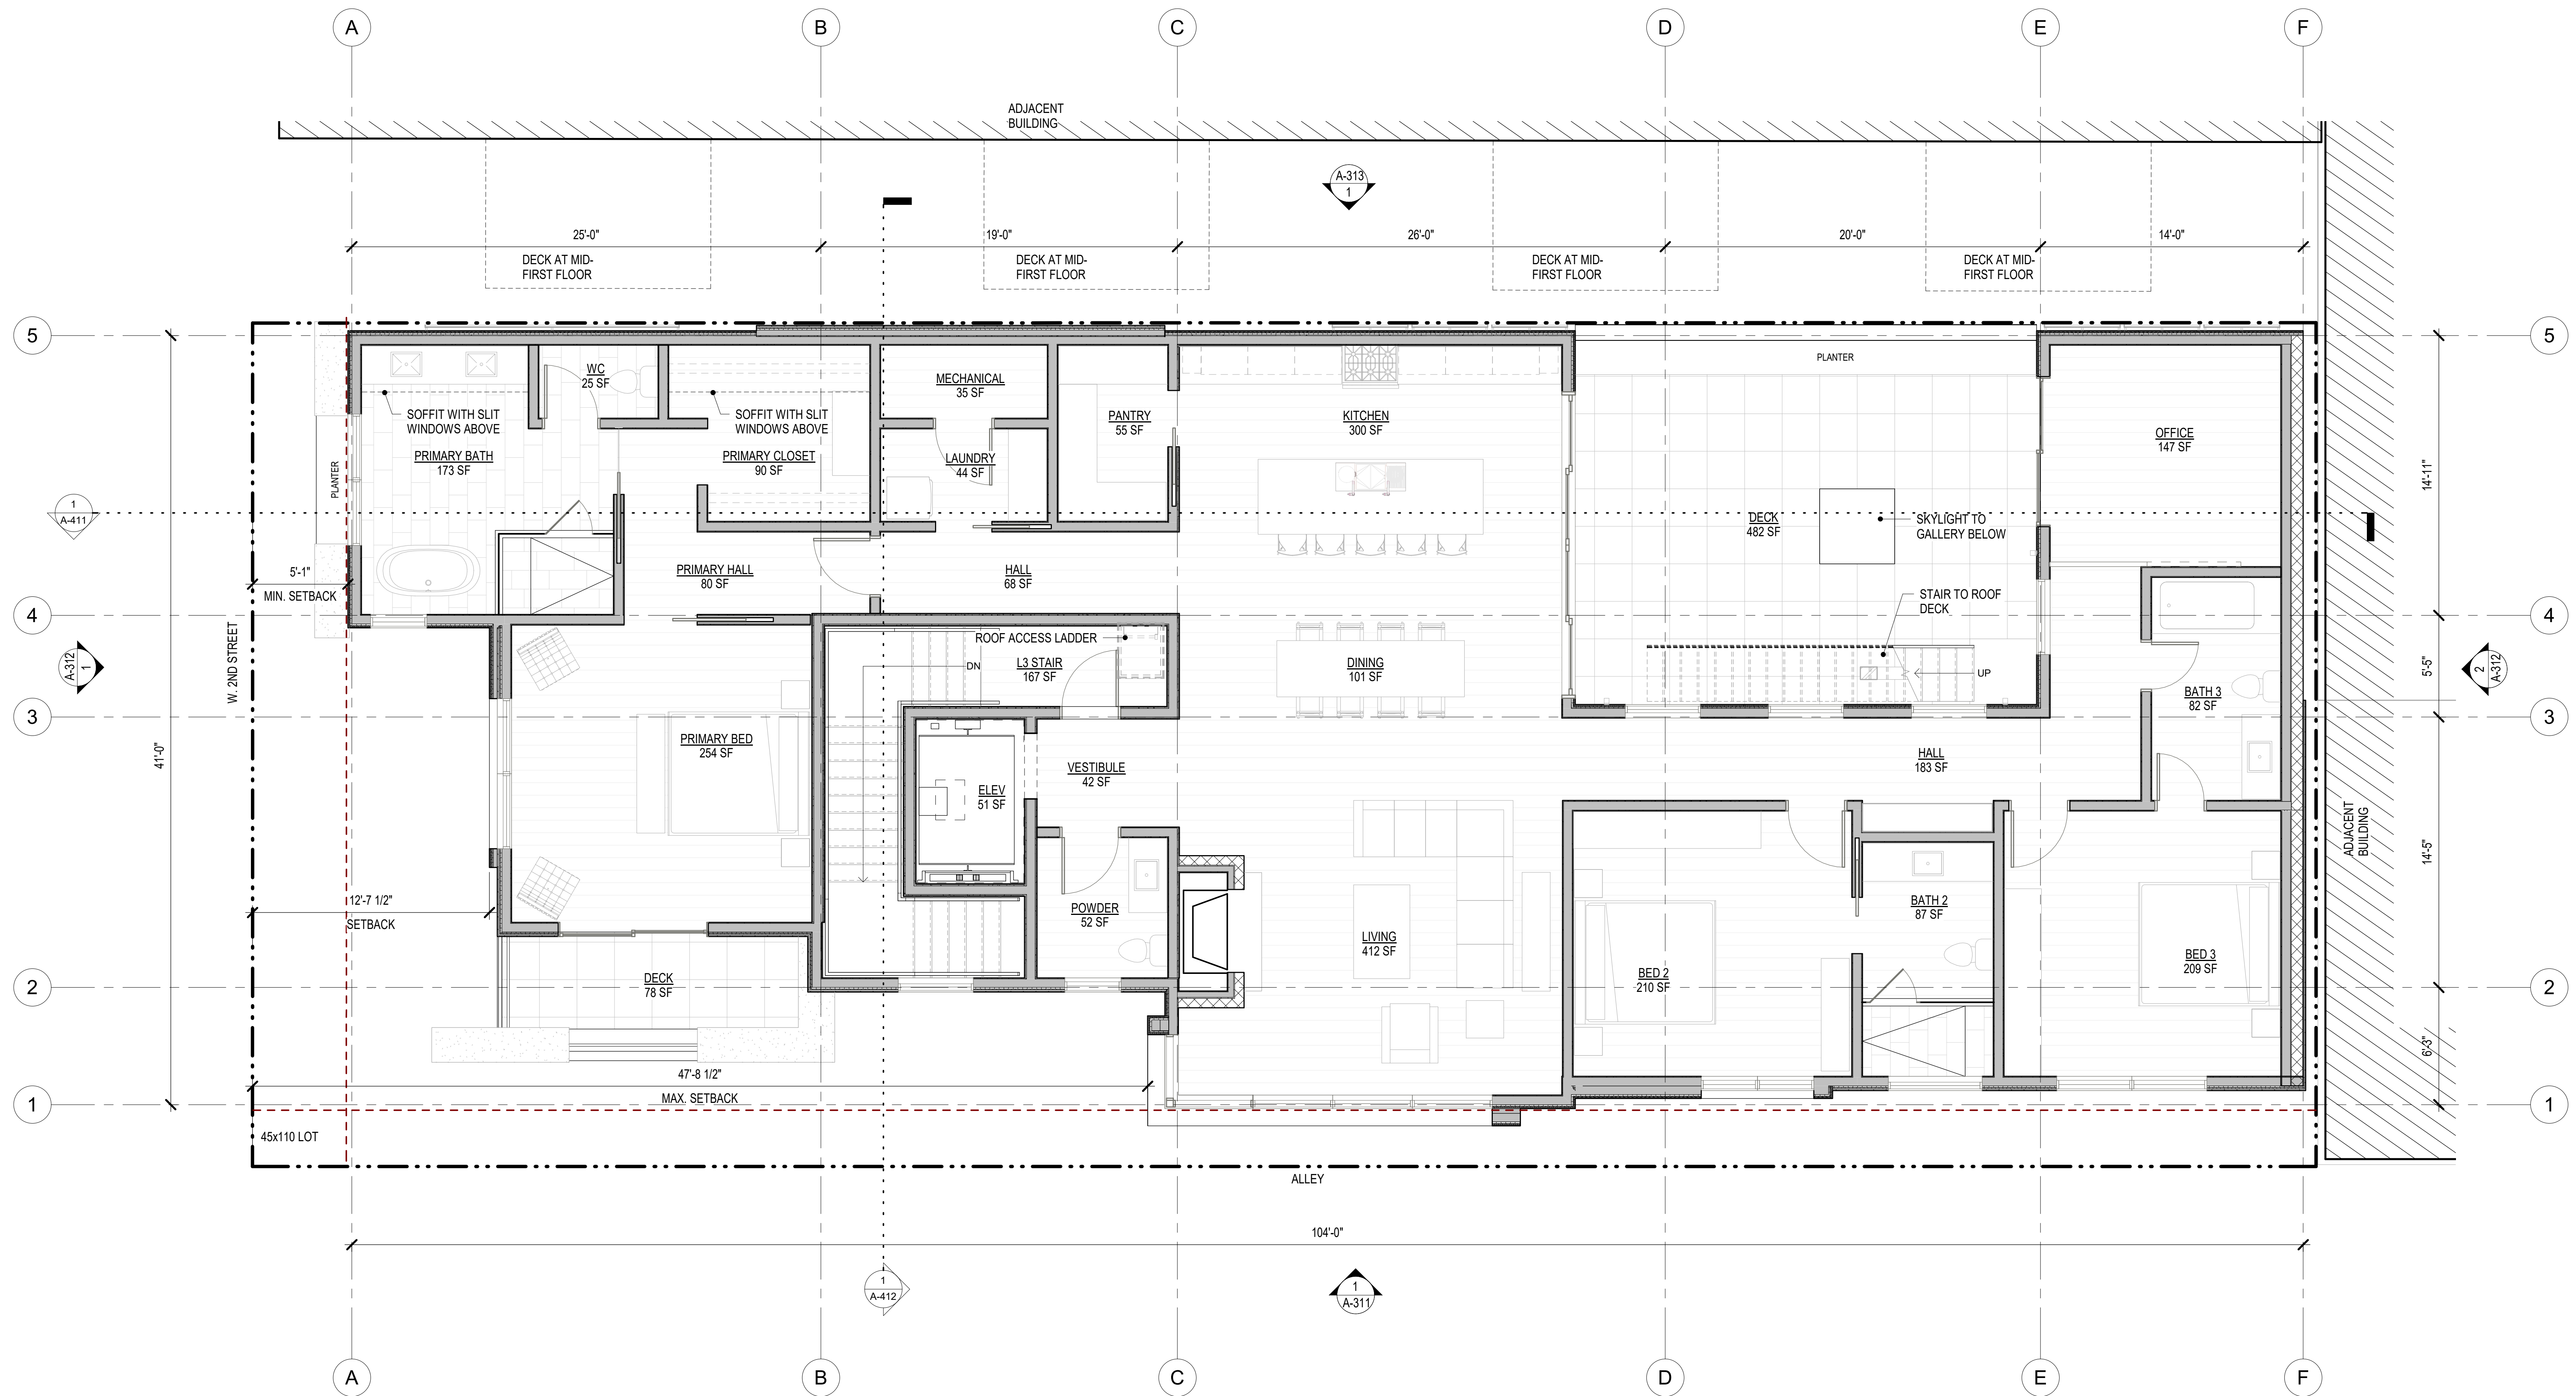 A B C D E F
ADJACENT
BUILDING
A-313
1
25'-0" 19'-0" 26'-0" 20'-0" 14'-0"
DECK AT MID-
FIRST FLOOR
DECK AT MID-
FIRST FLOOR
DECK AT MID-
FIRST FLOOR
DECK AT MID-
FIRST FLOOR
5 5
PLANTER
WC
25 SF
MECHANICAL
35 SF
SOFFIT WITH SLIT
WINDOWS ABOVE
SOFFIT WITH SLIT
WINDOWS ABOVE
PANTRY
55 SF
KITCHEN
300 SF
OFFICE
147 SF
PRIMARY BATH
173 SF
PRIMARY CLOSET
90 SF
LAUNDRY
44 SF
PLANTER
14'-11"
1
A-411
DECK
482 SF
SKYLIGHT TO
GALLERY BELOW
5'-1"
MIN. SETBACK
PRIMARY HALL
80 SF
HALL
68 SF
STAIR TO ROOF
DECK
4 4
W. 2ND STREET
A-312
1
ROOF ACCESS LADDER
DN
L3 STAIR
167 SF
DINING
101 SF
UP
5'-5"
2
A-312
BATH 3
82 SF
3 3
41'-0"
PRIMARY BED
254 SF
VESTIBULE
42 SF
HALL
183 SF
ELEV
51 SF
ADJACENT
BUILDING
14'-5"
12'-7 1/2"
SETBACK
POWDER
52 SF
BATH 2
87 SF
LIVING
412 SF
BED 2
210 SF
BED 3
209 SF
DECK
78 SF
2 2
6'-3"
47'-8 1/2"
MAX. SETBACK
1 1
45x110 LOT
ALLEY
104'-0"
1
A-412
1
A-311
A B C D E F